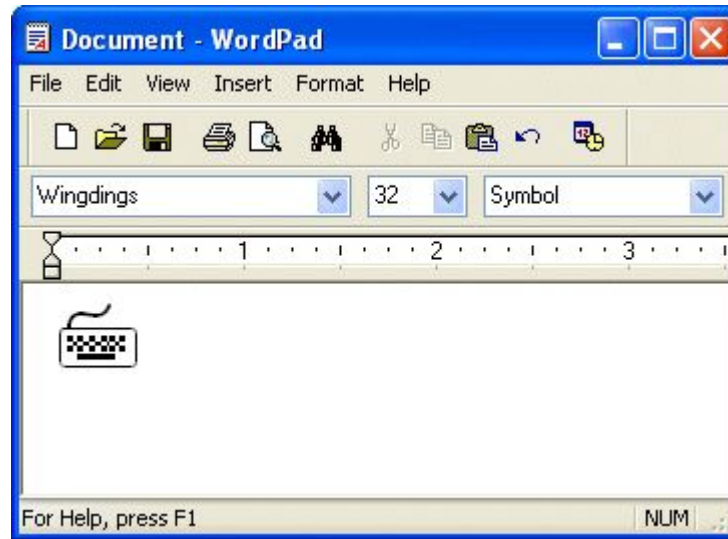 Document - WordPad
File Edit View Insert Format Help
12
Wingdings 32 Symbol
1 2 3
For Help, press F1 NUM